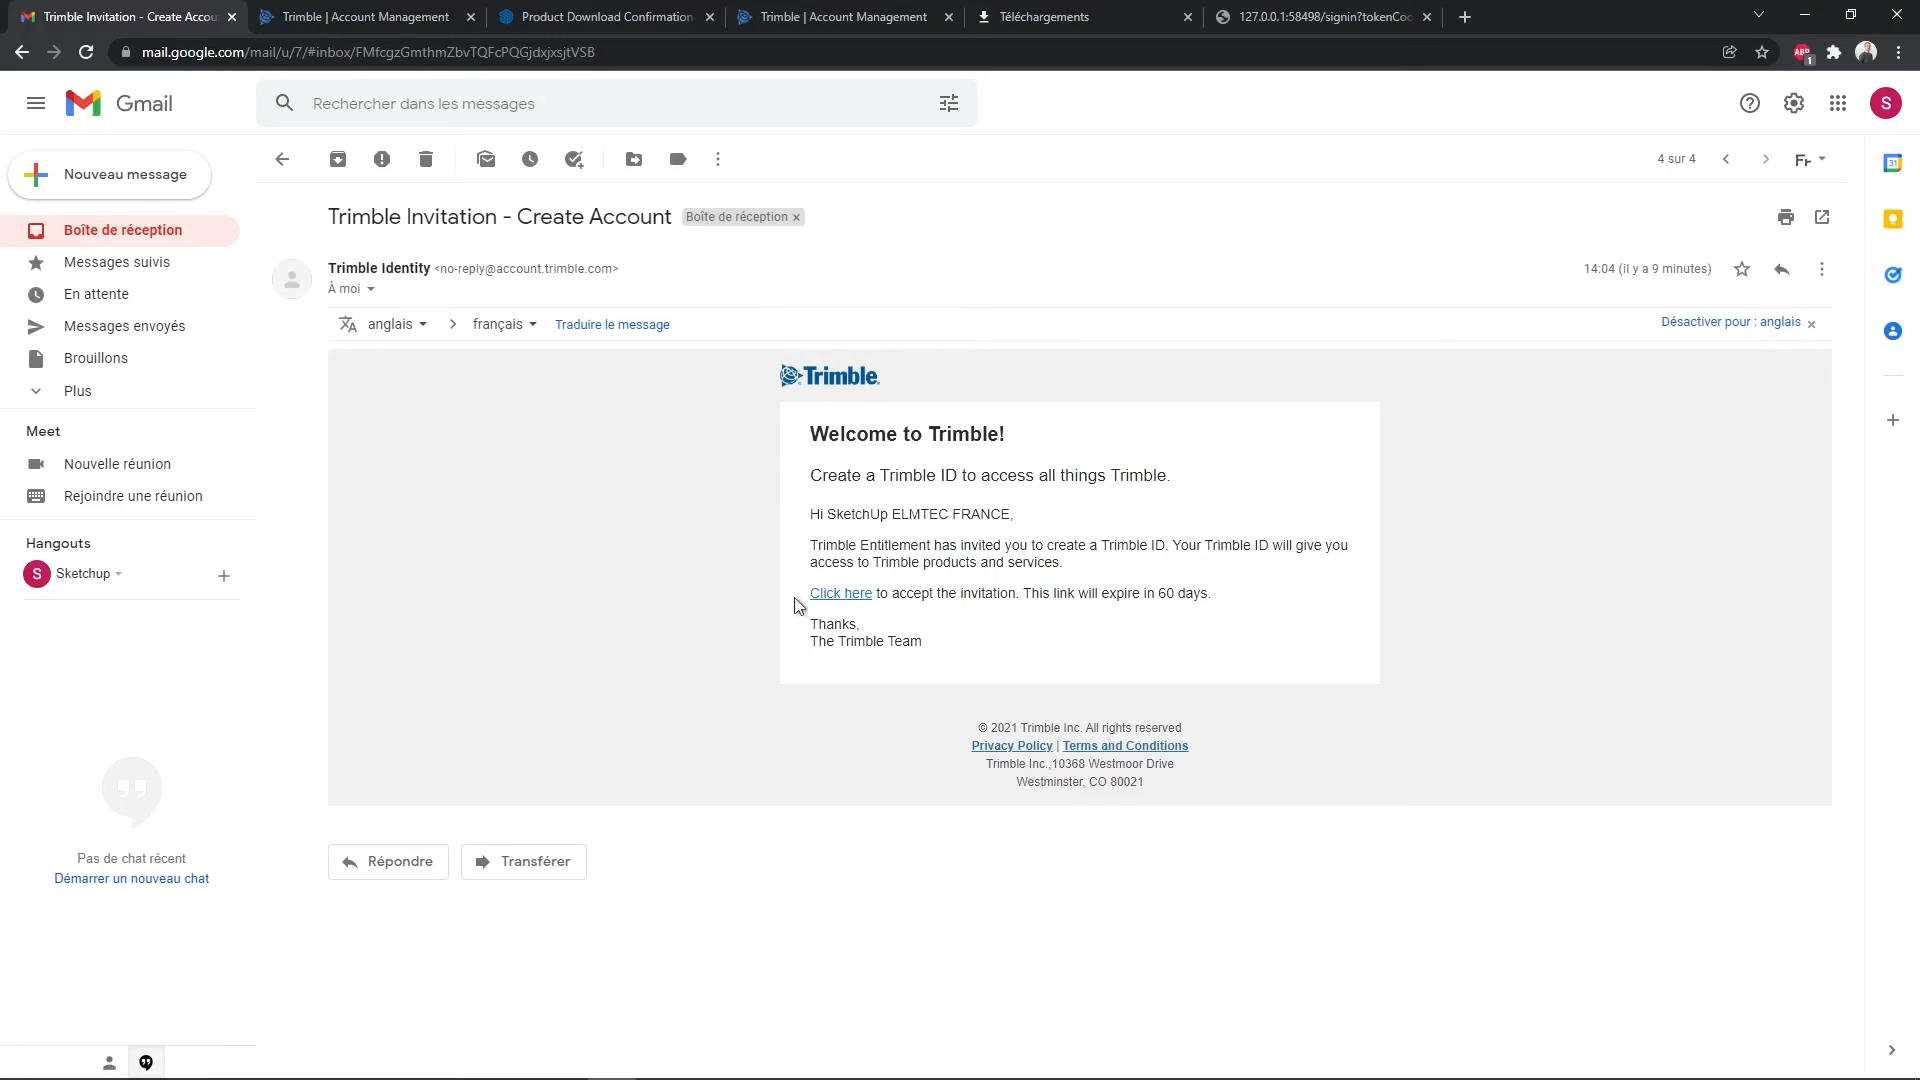 Trimble Invitation - Create Accou
Trimble | Account Management
Product Download Confirmation
Trimble | Account Management
Téléchargements
127.0.0.1:58498/signin?tokenCoo
mail.google.com/mail/u/7/#inbox/FMfcgzGmthmZbvTQFcPQGjdxjxsjtVSB
ABP
1
Gmail
Rechercher dans les messages
S
Nouveau message
4 sur 4
Boîte de réception
Messages suivis
En attente
Messages envoyés
Brouillons
Plus
Meet
Nouvelle réunion
Rejoindre une réunion
Hangouts
S
Sketchup
Pas de chat récent
Démarrer un nouveau chat
Trimble Invitation - Create Account
Boîte de réception
Trimble Identity <no-reply@account.trimble.com>
14:04 (il y a 9 minutes)
À moi
anglais
français
Traduire le message
Désactiver pour : anglais
Trimble
Welcome to Trimble!
Create a Trimble ID to access all things Trimble.
Hi SketchUp ELMTEC FRANCE,
Trimble Entitlement has invited you to create a Trimble ID. Your Trimble ID will give you
access to Trimble products and services.
Click here to accept the invitation. This link will expire in 60 days.
Thanks,
The Trimble Team
© 2021 Trimble Inc. All rights reserved
Privacy Policy | Terms and Conditions
Trimble Inc.,10368 Westmoor Drive
Westminster, CO 80021
Répondre
Transférer
31